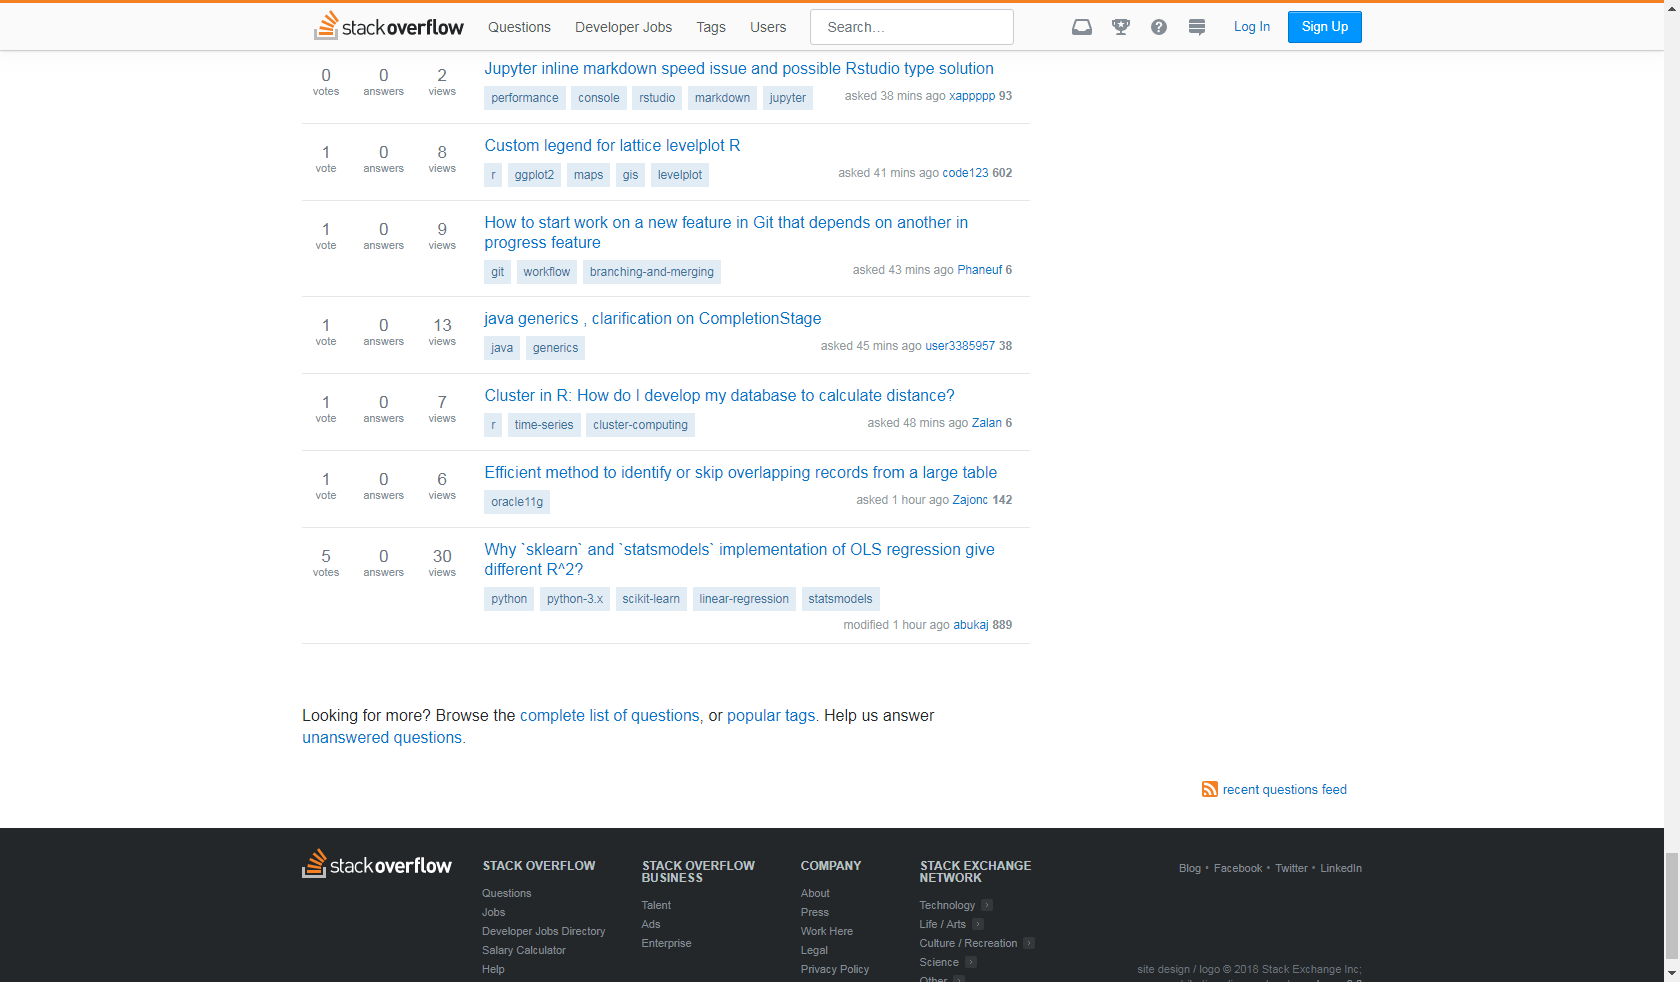 stackoverflow Questions Developer Jobs Tags Users Search... Log In Sign Up
0 votes 0 answers 2 views Jupyter inline markdown speed issue and possible Rstudio type solution
performance console rstudio markdown jupyter asked 38 mins ago xappppp 93
1 vote 0 answers 8 views Custom legend for lattice levelplot R
r ggplot2 maps gis levelplot asked 41 mins ago code123 602
1 vote 0 answers 9 views How to start work on a new feature in Git that depends on another in
progress feature
git workflow branching-and-merging asked 43 mins ago Phaneuf 6
1 vote 0 answers 13 views java generics , clarification on CompletionStage
java generics asked 45 mins ago user3385957 38
1 vote 0 answers 7 views Cluster in R: How do I develop my database to calculate distance?
r time-series cluster-computing asked 48 mins ago Zalan 6
1 vote 0 answers 6 views Efficient method to identify or skip overlapping records from a large table
oracle11g asked 1 hour ago Zajonc 142
5 votes 0 answers 30 views Why `sklearn` and `statsmodels` implementation of OLS regression give
different R^2?
python python-3.x scikit-learn linear-regression statsmodels
modified 1 hour ago abukaj 889
Looking for more? Browse the complete list of questions, or popular tags. Help us answer
unanswered questions.
recent questions feed
stackoverflow
STACK OVERFLOW
Questions
Jobs
Developer Jobs Directory
Salary Calculator
Help
STACK OVERFLOW
BUSINESS
Talent
Ads
Enterprise
COMPANY
About
Press
Work Here
Legal
Privacy Policy
STACK EXCHANGE
NETWORK
Technology
Life / Arts
Culture / Recreation
Science
Other
Blog • Facebook • Twitter • LinkedIn
site design / logo © 2018 Stack Exchange Inc;